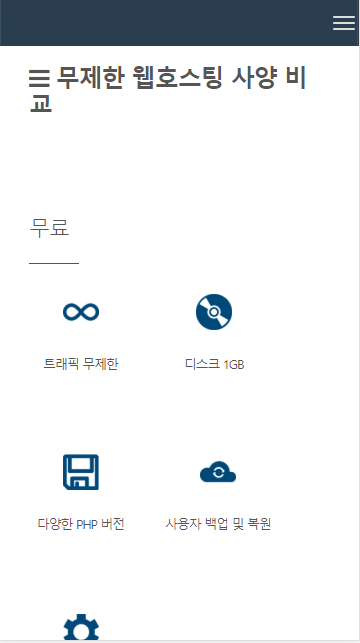 무제한 웹호스팅 사양 비
교
무료
트래픽 무제한
디스크 1GB
다양한 PHP 버전
사용자 백업 및 복원